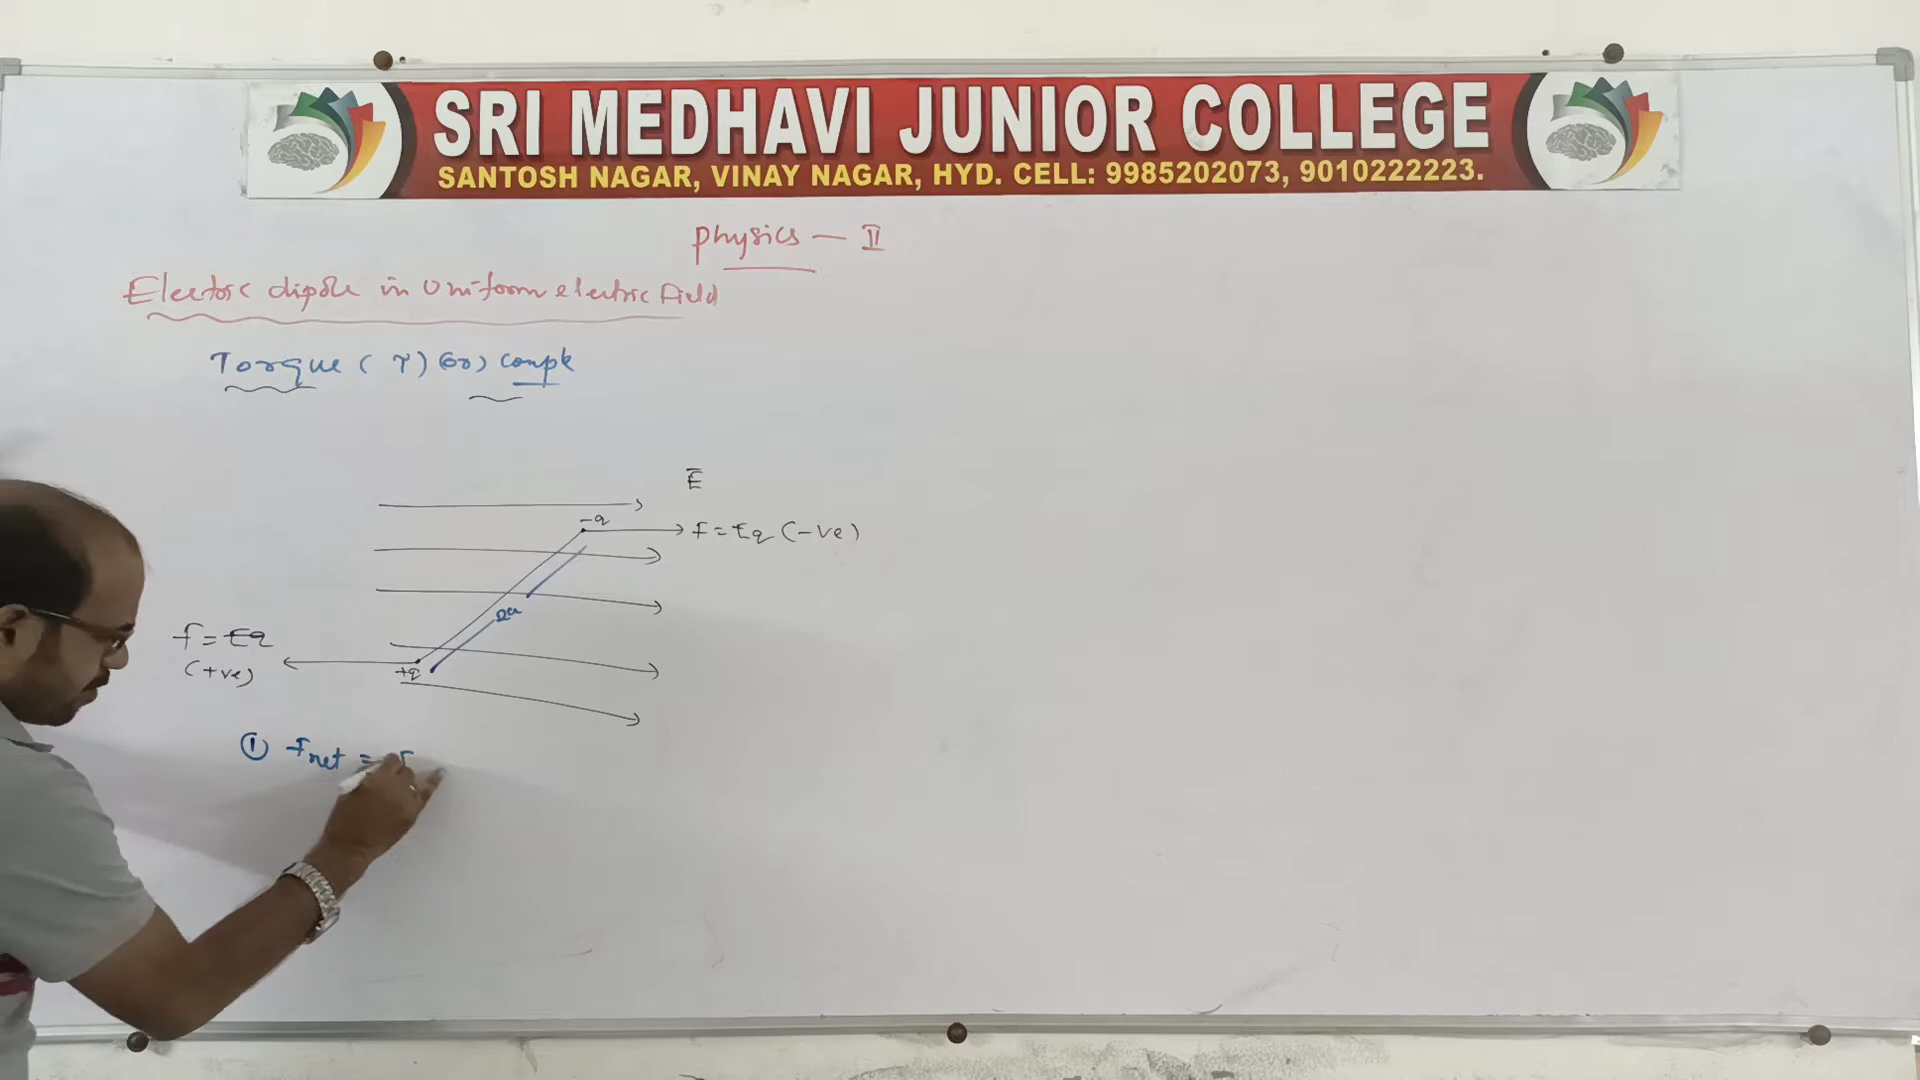 SRI MEDHAVI JUNIOR COLLEGE
SANTOSH NAGAR, VINAY NAGAR, HYD. CELL: 9985202073, 9010222223.
Physics — II
Electric dipole in Uniform electric field
Torque (τ) (or) couple
E̅
-q
F = Eq (-ve)
2a
F = Eq
(+ve)
+q
① Fnet = F